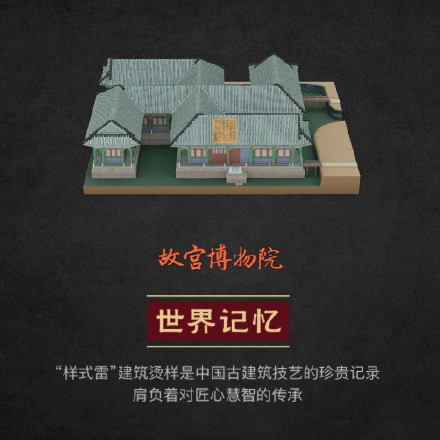 故宫博物院
世界记忆
“样式雷”建筑烫样是中国古建筑技艺的珍贵记录
肩负着对匠心慧智的传承